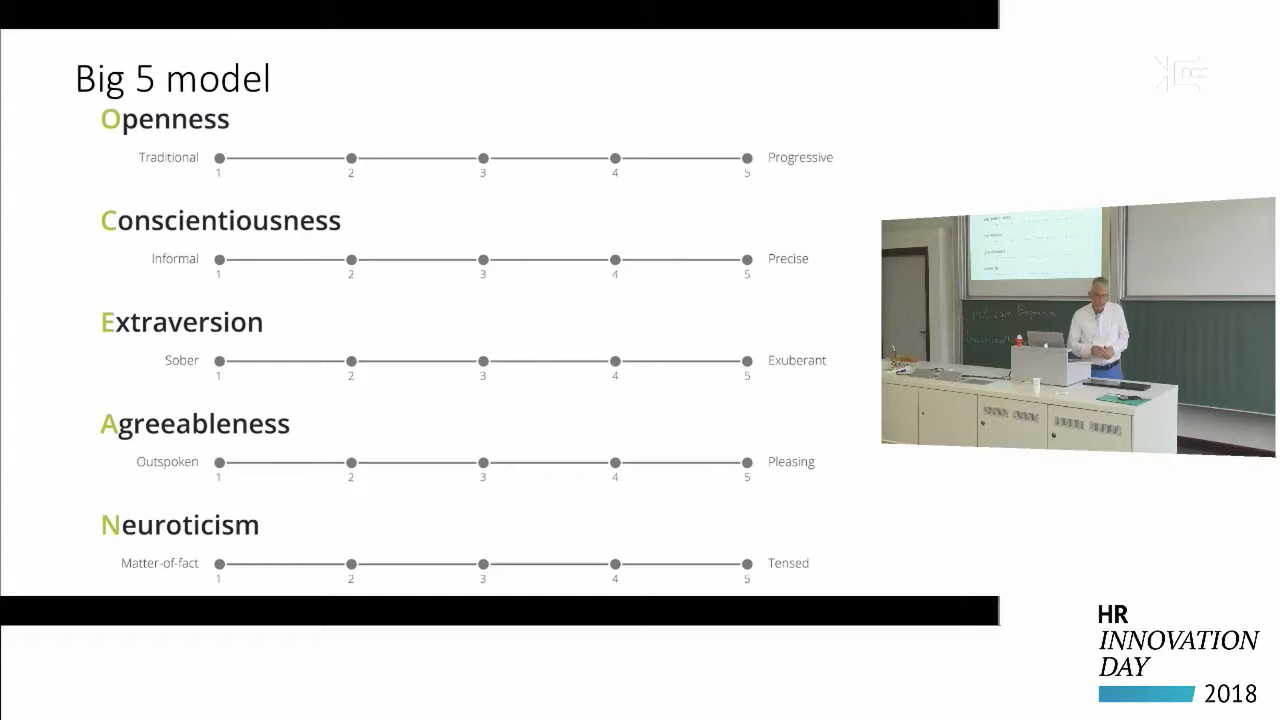 Big 5 model
Openness
Traditional
Progressive
1 2 3 4 5
Conscientiousness
Informal
Precise
1 2 3 4 5
Extraversion
Sober
Exuberant
1 2 3 4 5
Agreeableness
Outspoken
Pleasing
1 2 3 4 5
Neuroticism
Matter-of-fact
Tensed
1 2 3 4 5
HR
INNOVATION
DAY
2018